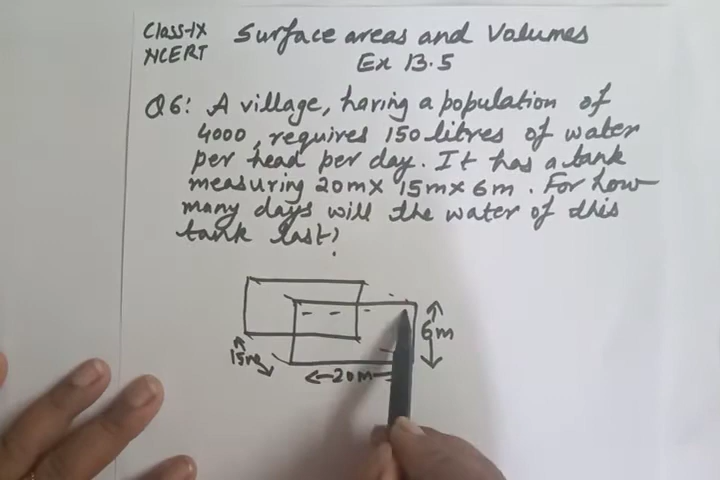 Class-IX Surface areas and Volumes
NCERT Ex 13.5
Q6: A village, having a population of
4000, requires 150 litres of water
per head per day. It has a tank
measuring 20m x 15m x 6m. For how
many days will the water of this
tank last?
6m
15m
20m